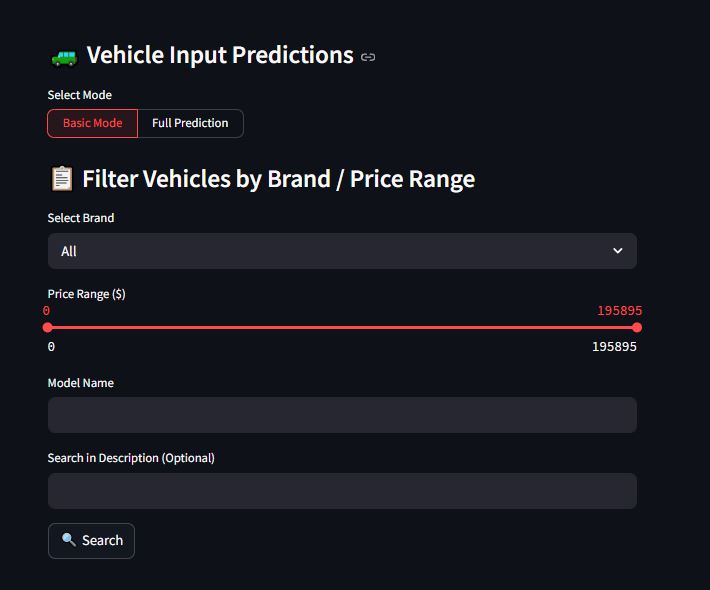 Vehicle Input Predictions
Select Mode
Basic Mode Full Prediction
Filter Vehicles by Brand / Price Range
Select Brand
All
Price Range ($)
0 195895
0 195895
Model Name
Search in Description (Optional)
Search